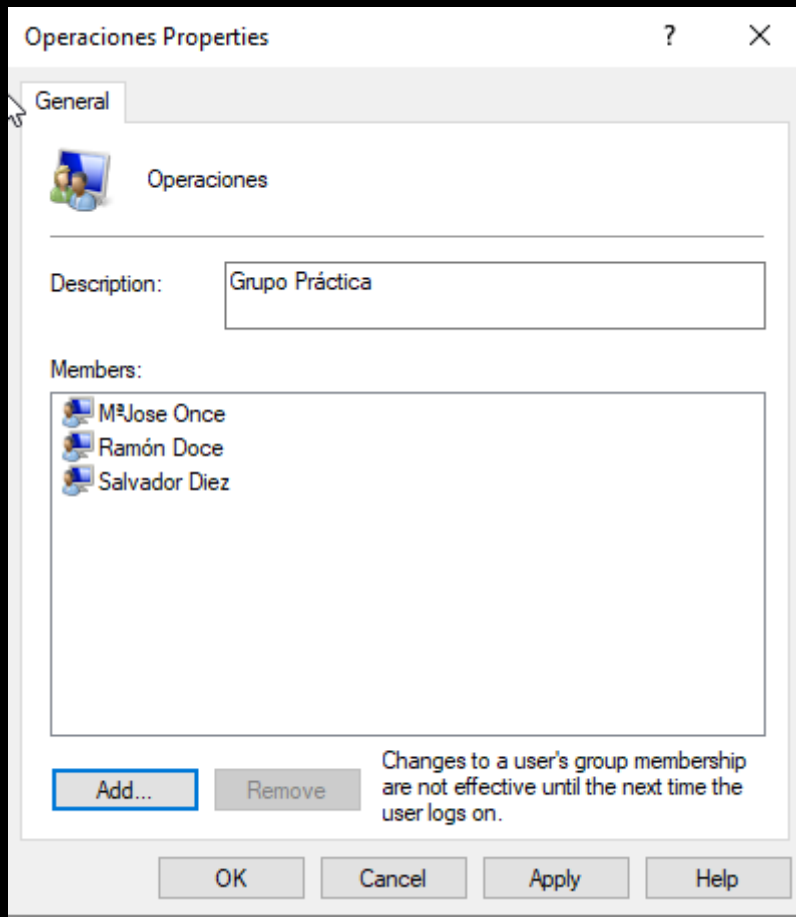 Operaciones Properties
?
General
Operaciones
Description:
Grupo Práctica
Members:
MªJose Once
Ramón Doce
Salvador Diez
Add...
Remove
Changes to a user's group membership
are not effective until the next time the
user logs on.
OK
Cancel
Apply
Help